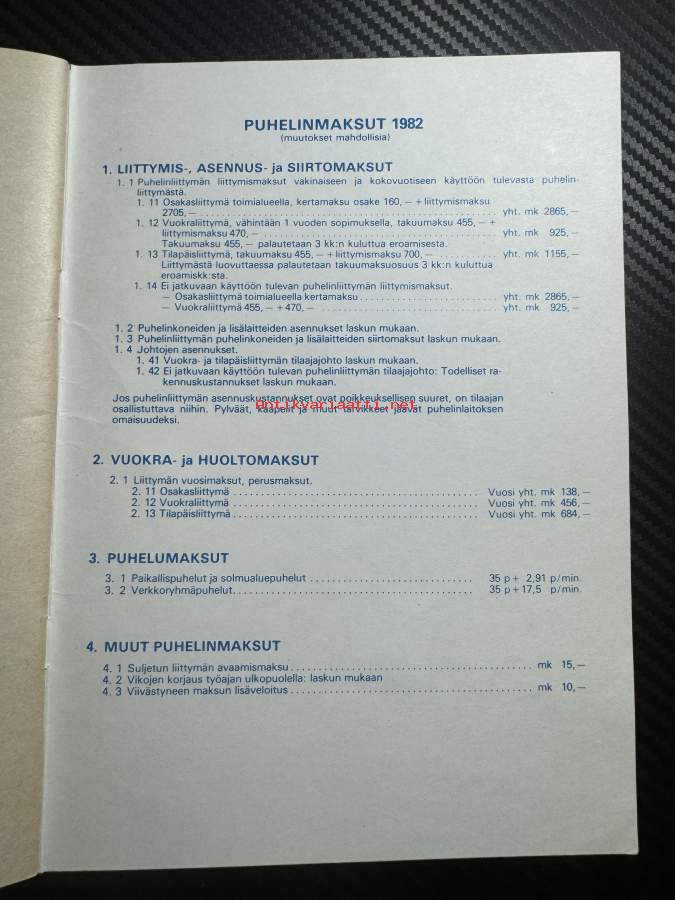 PUHELINMAKSUT 1982
(muutokset mahdollisia)
1. LIITTYMIS-, ASENNUS- ja SIIRTOMAKSUT
1. 1 Puhelinliittymän liittymismaksut vakinaiseen ja kokovuotiseen käyttöön tulevasta puhelin-
liittymästä.
1. 11 Osakasliittymä toimialueella, kertamaksu osake 160,— + liittymismaksu
2705,— ........ yht. mk 2865,—
1. 12 Vuokraliittymä, vähintään 1 vuoden sopimuksella, takuumaksu 455,— +
liittymismaksu 470,— ........ yht. mk 925,—
Takuumaksu 455,— palautetaan 3 kk:n kuluttua eroamisesta.
1. 13 Tilapäisliittymä, takuumaksu 455,— + liittymismaksu 700,— ........ yht. mk 1155,—
Liittymästä luovuttaessa palautetaan takuumaksuosuus 3 kk:n kuluttua
eroamiskk:sta.
1. 14 Ei jatkuvaan käyttöön tulevan puhelinliittymän liittymismaksut.
— Osakasliittymä toimialueella kertamaksu ........ yht. mk 2865,—
— Vuokraliittymä 455,— + 470,— ........ yht. mk 925,—
1. 2 Puhelinkoneiden ja lisälaitteiden asennukset laskun mukaan.
1. 3 Puhelinliittymän puhelinkoneiden ja lisälaitteiden siirtomaksut laskun mukaan.
1. 4 Johtojen asennukset.
1. 41 Vuokra- ja tilapäisliittymän tilaajajohto laskun mukaan.
1. 42 Ei jatkuvaan käyttöön tulevan puhelinliittymän tilaajajohto: Todelliset ra-
kennuskustannukset laskun mukaan.
Jos puhelinliittymän asennuskustannukset ovat poikkeuksellisen suuret, on tilaajan
osallistuttava niihin. Pylväät, kaapelit ja muut tarvikkeet jäävät puhelinlaitoksen
Antikvariaatti.net
omaisuudeksi.
2. VUOKRA- ja HUOLTOMAKSUT
2. 1 Liittymän vuosimaksut, perusmaksut.
2. 11 Osakasliittymä ........ Vuosi yht. mk 138,—
2. 12 Vuokraliittymä ........ Vuosi yht. mk 456,—
2. 13 Tilapäisliittymä ........ Vuosi yht. mk 684,—
3. PUHELUMAKSUT
3. 1 Paikallispuhelut ja solmualuepuhelut ........ 35 p + 2,91 p/min.
3. 2 Verkkoryhmäpuhelut ........ 35 p + 17,5 p/min.
4. MUUT PUHELINMAKSUT
4. 1 Suljetun liittymän avaamismaksu ........ mk 15,—
4. 2 Vikojen korjaus työajan ulkopuolella: laskun mukaan
4. 3 Viivästyneen maksun lisäveloitus ........ mk 10,—